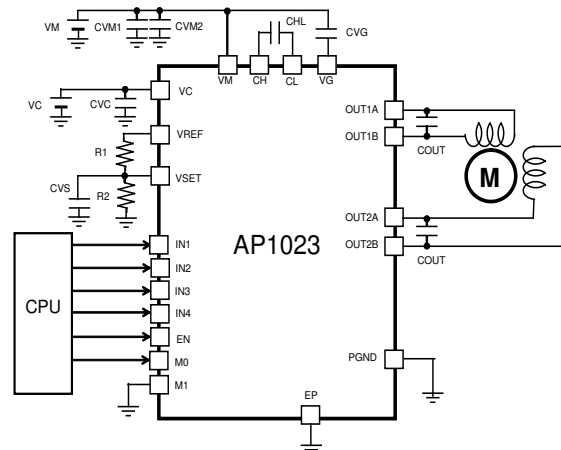 VM
CVM1
CVM2
CHL
CVG
VM
CH
CL
VG
VC
CVC
VC
VREF
R1
VSET
CVS
R2
OUT1A
OUT1B
COUT
M
OUT2A
OUT2B
COUT
AP1023
CPU
IN1
IN2
IN3
IN4
EN
M0
M1
PGND
EP